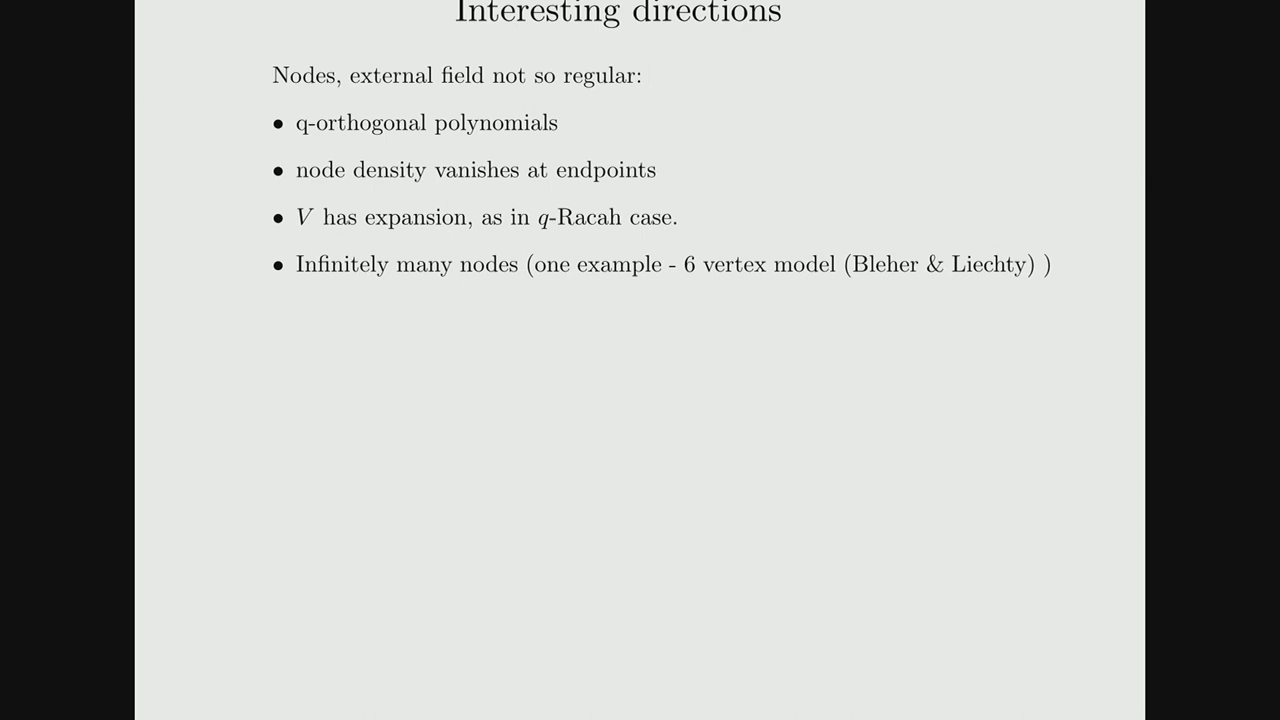 Interesting directions
Nodes, external field not so regular:
• q-orthogonal polynomials
• node density vanishes at endpoints
• V has expansion, as in q-Racah case.
• Infinitely many nodes (one example - 6 vertex model (Bleher & Liechty) )